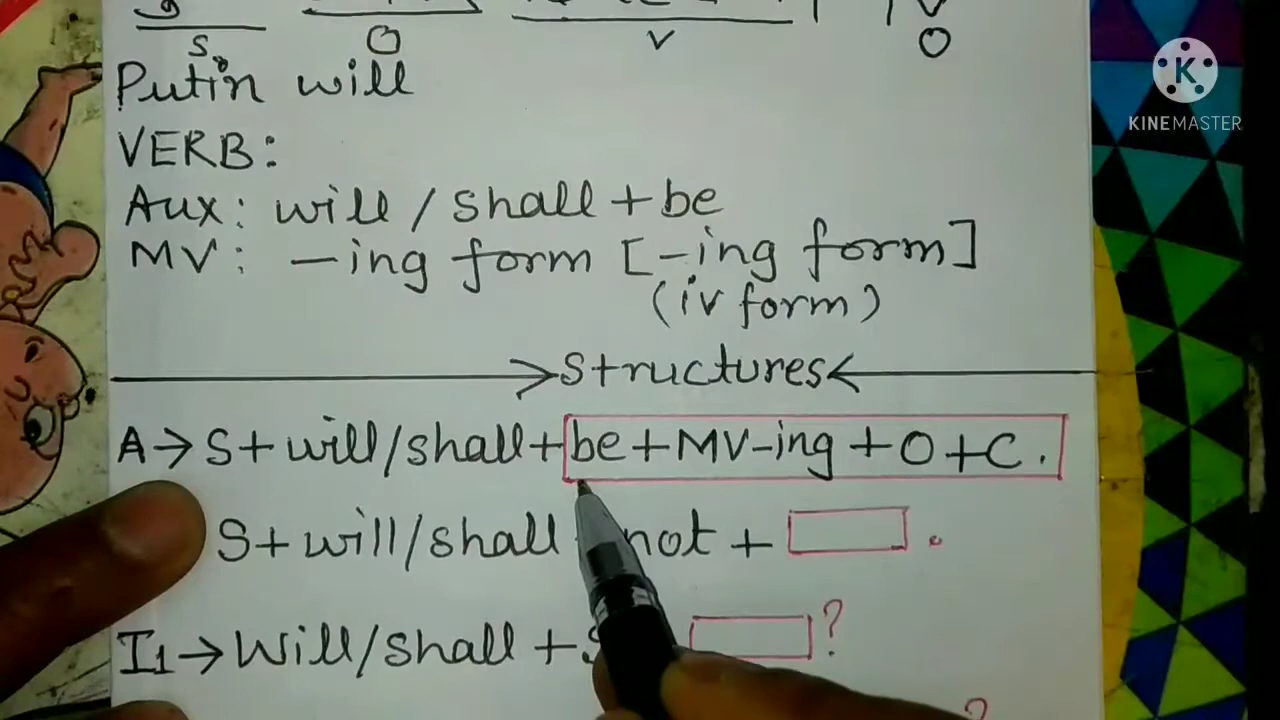 S O V O
Putin will
VERB:
Aux: will / shall + be
MV: -ing form [-ing form]
(iv form)
Structures
A → S + will/shall + be + MV-ing + O + C.
S + will/shall not + .
I1 → Will/shall + ?
?
K
KINEMASTER